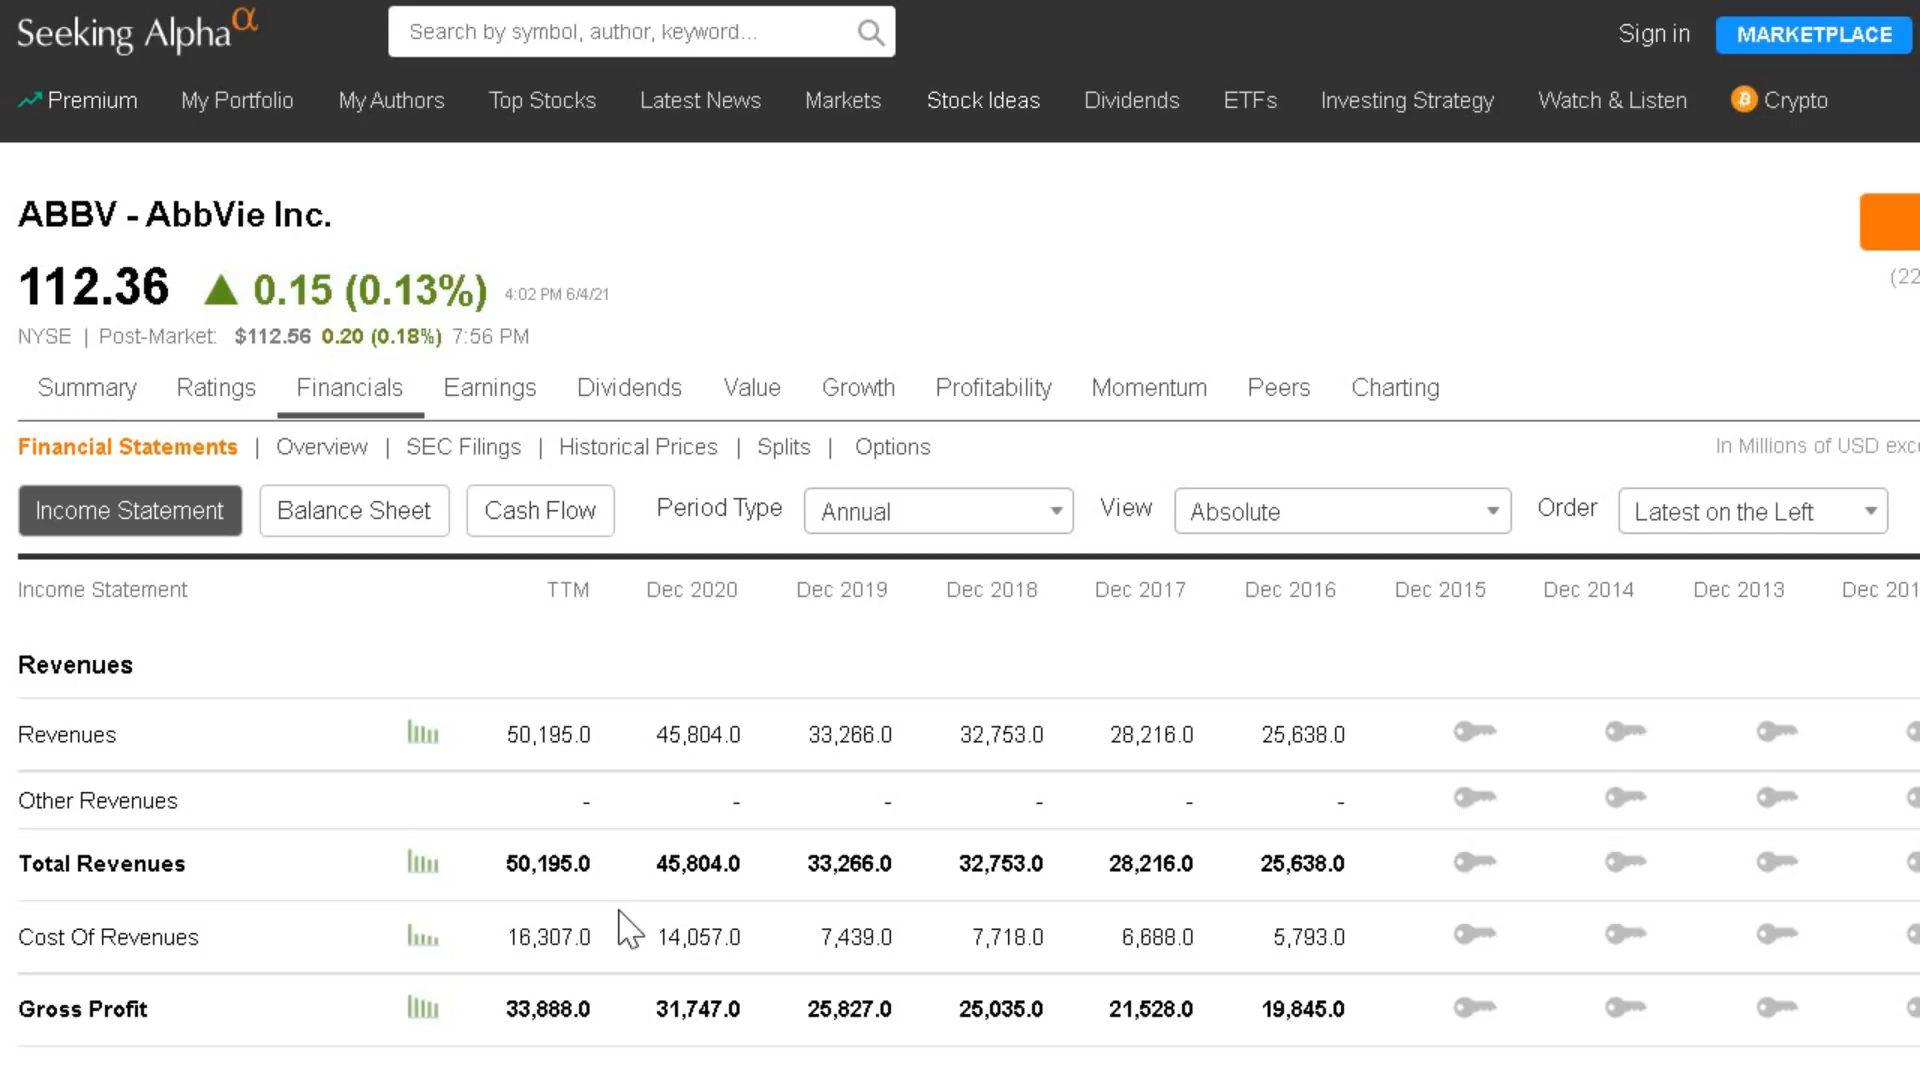 Seeking Alpha α
Search by symbol, author, keyword...
Sign in
MARKETPLACE
Premium My Portfolio My Authors Top Stocks Latest News Markets Stock Ideas Dividends ETFs Investing Strategy Watch & Listen Crypto
ABBV - AbbVie Inc.
112.36 ▲ 0.15 (0.13%) 4:02 PM 6/4/21
(22
NYSE | Post-Market: $112.56 0.20 (0.18%) 7:56 PM
Summary Ratings Financials Earnings Dividends Value Growth Profitability Momentum Peers Charting
Financial Statements | Overview | SEC Filings | Historical Prices | Splits | Options In Millions of USD exc
Income Statement Balance Sheet Cash Flow Period Type Annual View Absolute Order Latest on the Left
Income Statement TTM Dec 2020 Dec 2019 Dec 2018 Dec 2017 Dec 2016 Dec 2015 Dec 2014 Dec 2013 Dec 201
Revenues
Revenues 50,195.0 45,804.0 33,266.0 32,753.0 28,216.0 25,638.0
Other Revenues - - - - - -
Total Revenues 50,195.0 45,804.0 33,266.0 32,753.0 28,216.0 25,638.0
Cost Of Revenues 16,307.0 14,057.0 7,439.0 7,718.0 6,688.0 5,793.0
Gross Profit 33,888.0 31,747.0 25,827.0 25,035.0 21,528.0 19,845.0